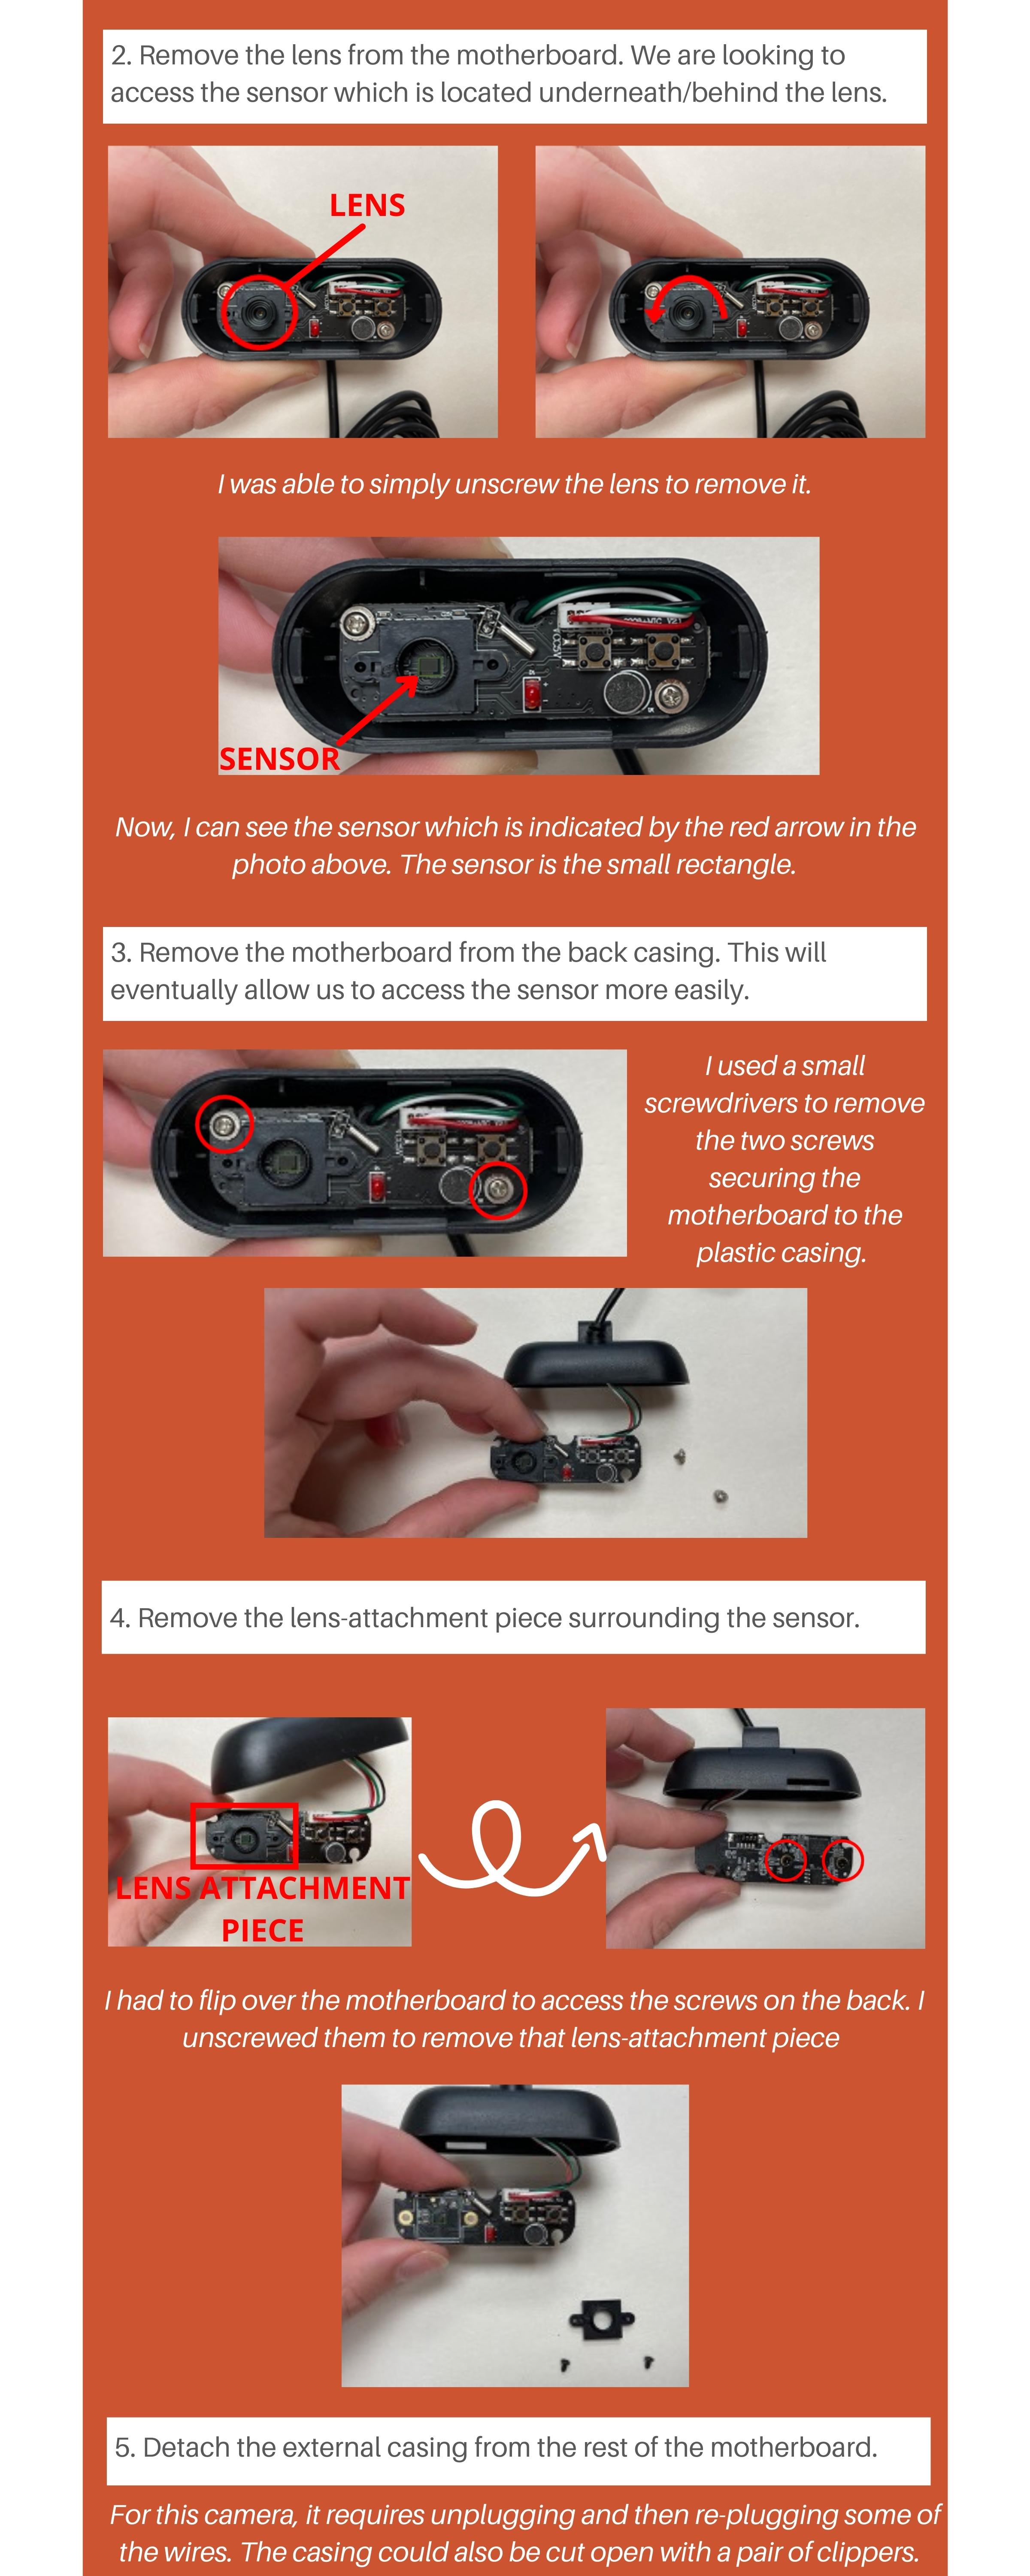 2. Remove the lens from the motherboard. We are looking to
access the sensor which is located underneath/behind the lens.
LENS
I was able to simply unscrew the lens to remove it.
SENSOR
Now, I can see the sensor which is indicated by the red arrow in the
photo above. The sensor is the small rectangle.
3. Remove the motherboard from the back casing. This will
eventually allow us to access the sensor more easily.
I used a small
screwdrivers to remove
the two screws
securing the
motherboard to the
plastic casing.
4. Remove the lens-attachment piece surrounding the sensor.
LENS ATTACHMENT
PIECE
I had to flip over the motherboard to access the screws on the back. I
unscrewed them to remove that lens-attachment piece
5. Detach the external casing from the rest of the motherboard.
For this camera, it requires unplugging and then re-plugging some of
the wires. The casing could also be cut open with a pair of clippers.